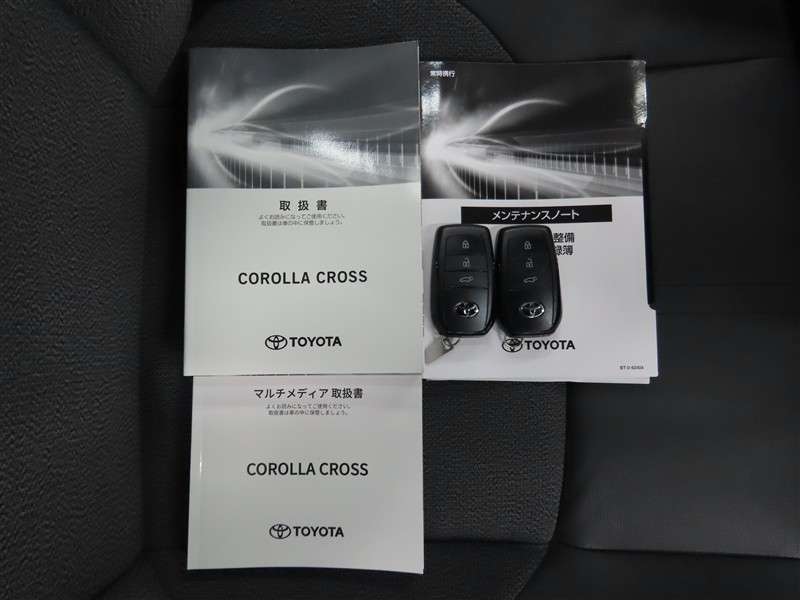 取扱書
よくお読みになってご使用ください。
取扱書は車の中に保管しましょう。
COROLLA CROSS
TOYOTA
マルチメディア 取扱書
よくお読みになってご使用ください。
取扱書は車の中に保管しましょう。
COROLLA CROSS
TOYOTA
常時携行
メンテナンスノート
整備
録簿
TOYOTA